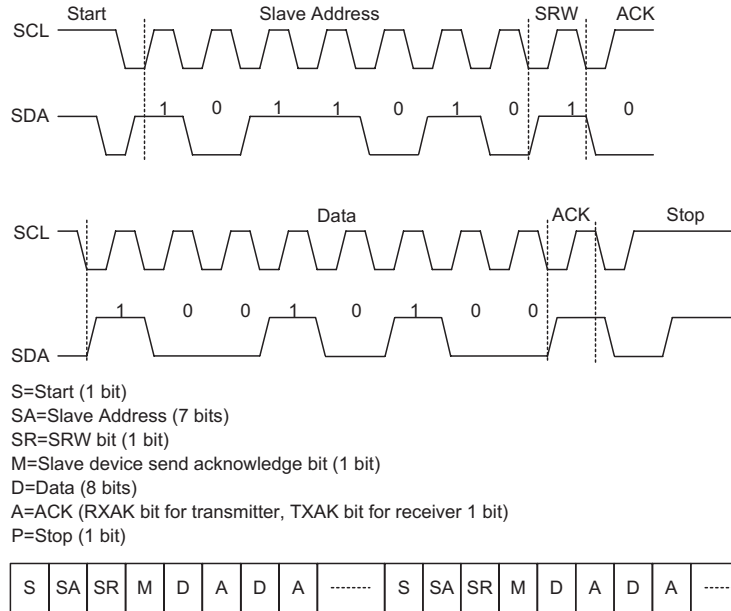 Start Slave Address SRW ACK
SCL
SDA 1 0 1 1 0 1 0 1 0
Data ACK Stop
SCL
1 0 0 1 0 1 0 0
SDA
S=Start (1 bit)
SA=Slave Address (7 bits)
SR=SRW bit (1 bit)
M=Slave device send acknowledge bit (1 bit)
D=Data (8 bits)
A=ACK (RXAK bit for transmitter, TXAK bit for receiver 1 bit)
P=Stop (1 bit)
S SA SR M D A D A S SA SR M D A D A